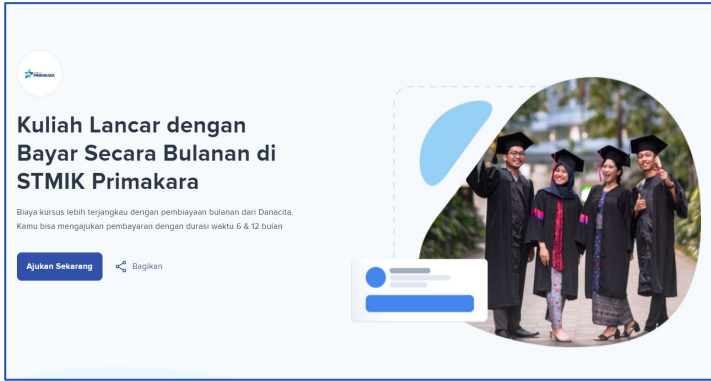 PRIMAKARA
Kuliah Lancar dengan
Bayar Secara Bulanan di
STMIK Primakara
Biaya kursus lebih terjangkau dengan pembiayaan bulanan dari Danacita.
Kamu bisa mengajukan pembayaran dengan durasi waktu 6 & 12 bulan
Ajukan Sekarang
Bagikan